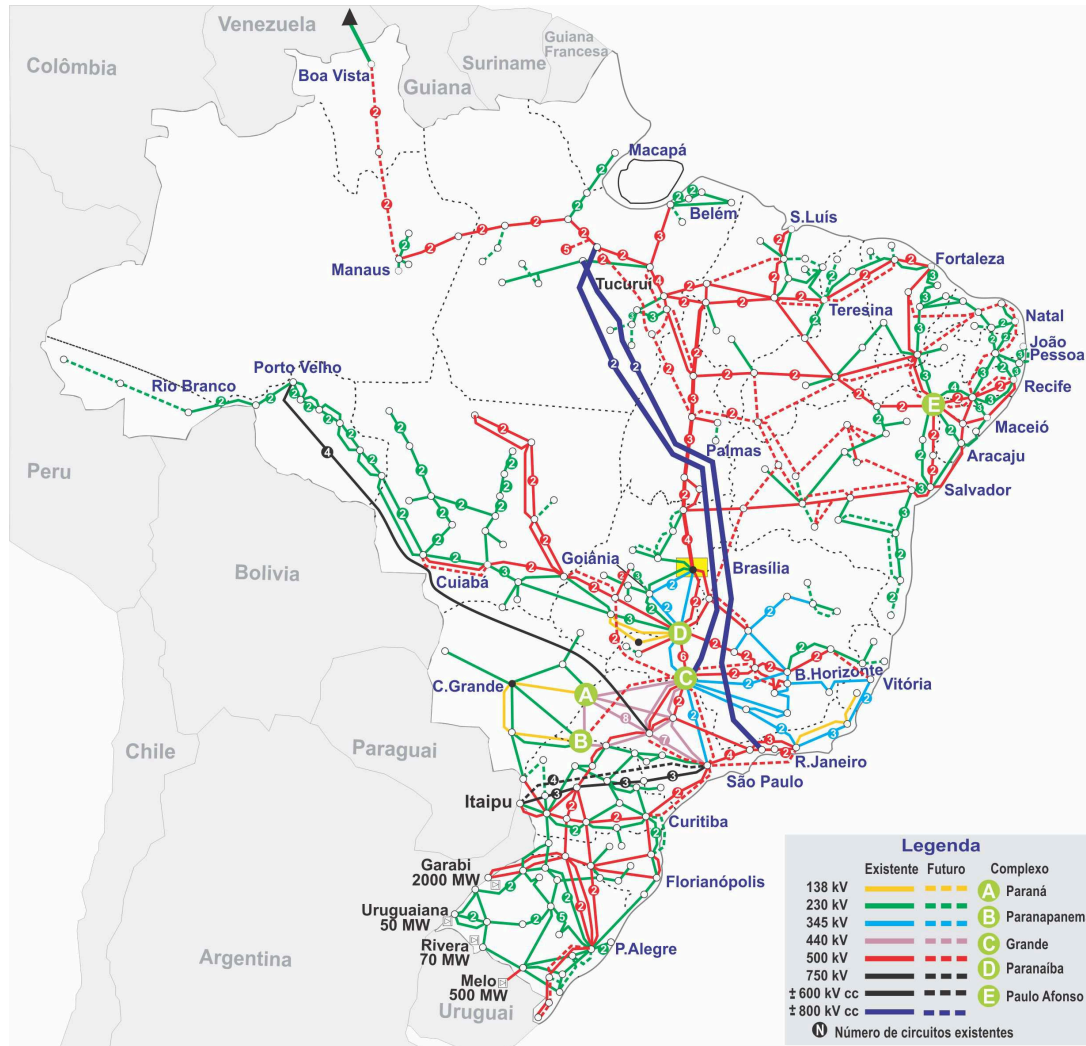 Venezuela
Guiana
Francesa
Suriname
Colômbia
Boa Vista
Guiana
Macapá
Belém
S.Luís
Manaus
Fortaleza
Tucuruí
Teresina
Natal
João
Pessoa
Porto Velho
Rio Branco
Recife
E
Maceió
Palmas
Aracaju
Peru
Salvador
Goiânia
Brasília
Cuiabá
Bolivia
D
C
B.Horizonte
Vitória
C.Grande
A
B
Chile
Paraguai
R.Janeiro
São Paulo
Itaipu
Curitiba
Garabi
2000 MW
Florianópolis
Uruguaiana
50 MW
Rivera
70 MW
P.Alegre
Argentina
Melo
500 MW
Uruguai
Legenda
Existente Futuro Complexo
138 kV A Paraná
230 kV
345 kV B Paranapanem
440 kV C Grande
500 kV D Paranaíba
750 kV
±600 kV cc E Paulo Afonso
±800 kV cc
N Número de circuitos existentes